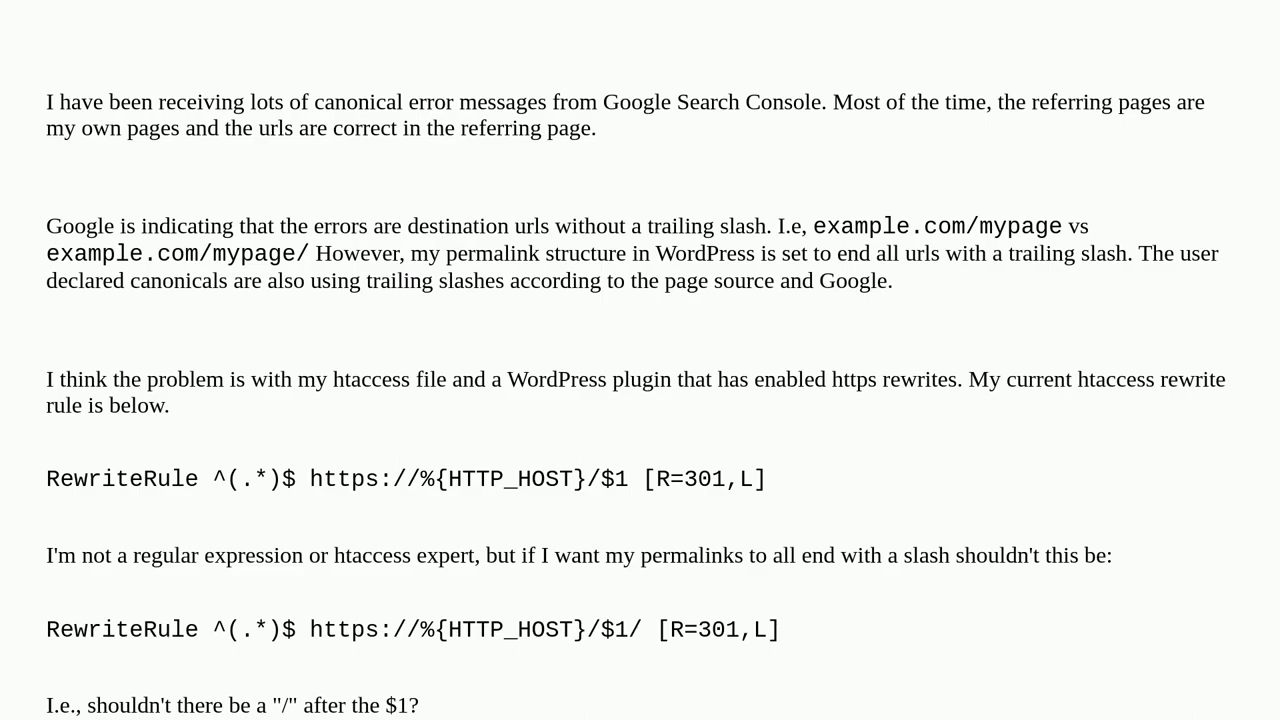 I have been receiving lots of canonical error messages from Google Search Console. Most of the time, the referring pages are
my own pages and the urls are correct in the referring page.
Google is indicating that the errors are destination urls without a trailing slash. I.e, example.com/mypage vs
example.com/mypage/ However, my permalink structure in WordPress is set to end all urls with a trailing slash. The user
declared canonicals are also using trailing slashes according to the page source and Google.
I think the problem is with my htaccess file and a WordPress plugin that has enabled https rewrites. My current htaccess rewrite
rule is below.
RewriteRule ^(.*)$ https://%{HTTP_HOST}/$1 [R=301,L]
I'm not a regular expression or htaccess expert, but if I want my permalinks to all end with a slash shouldn't this be:
RewriteRule ^(.*)$ https://%{HTTP_HOST}/$1/ [R=301,L]
I.e., shouldn't there be a "/" after the $1?